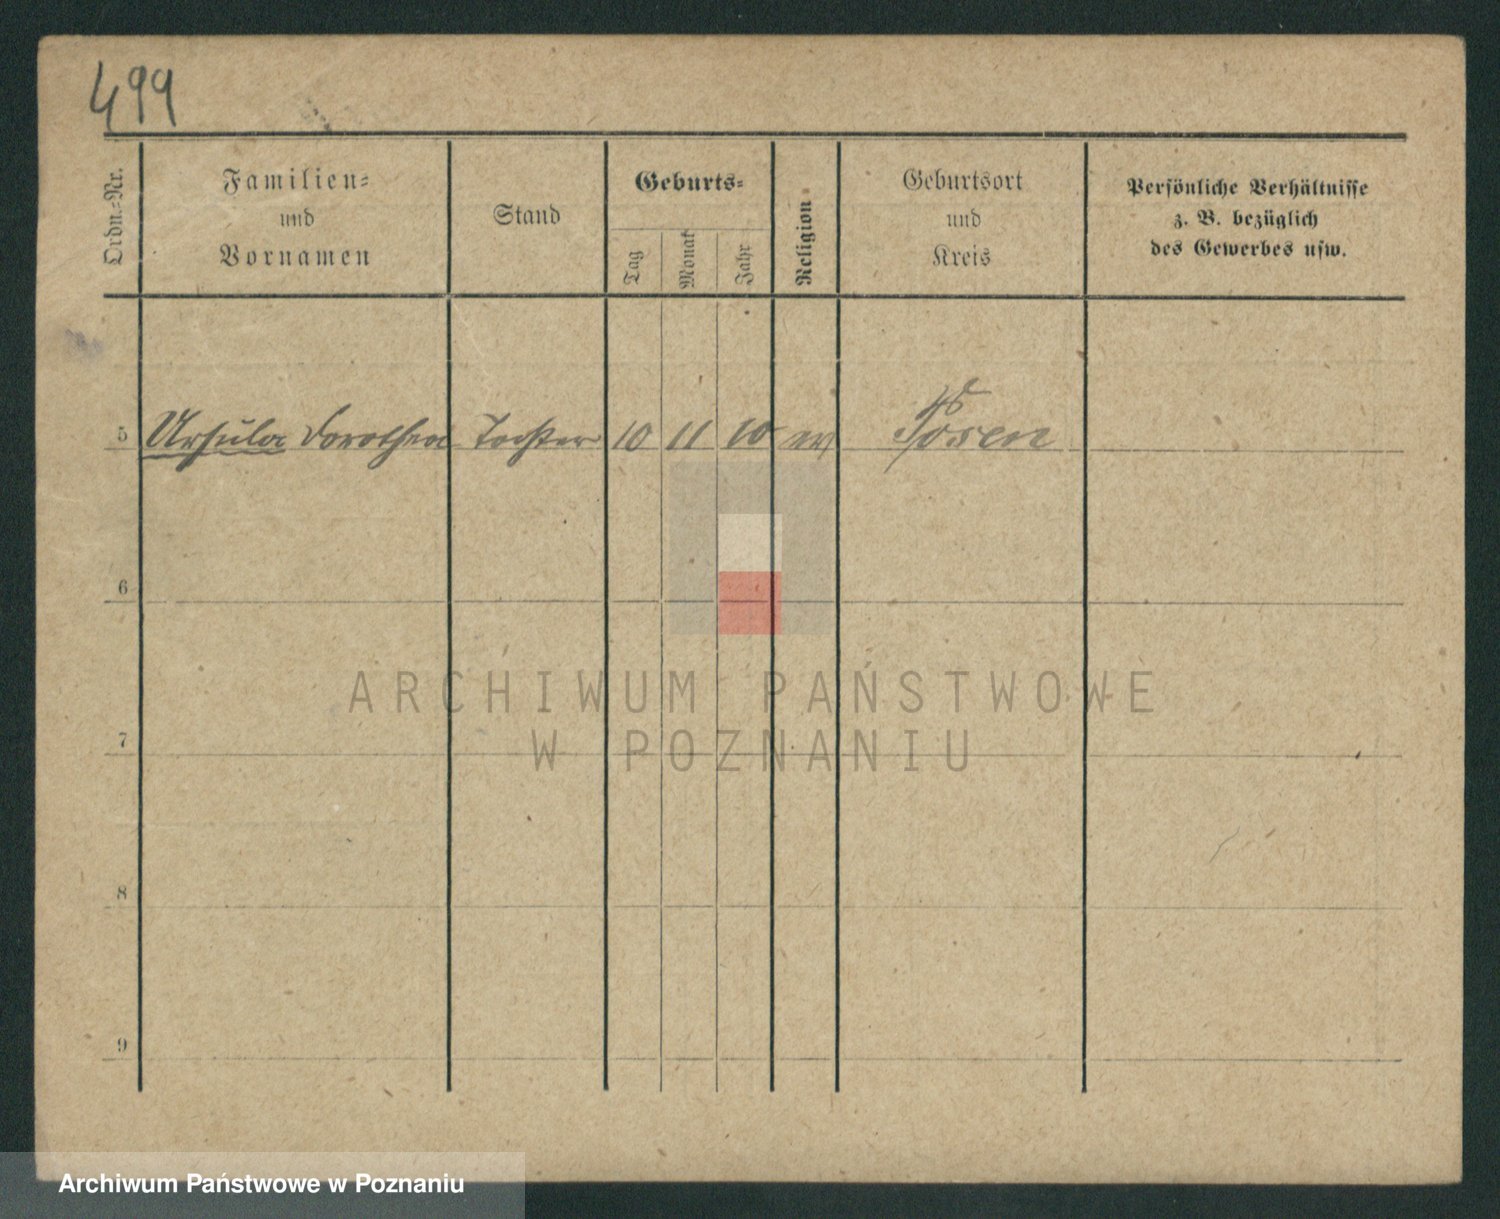 499
Ordn.-Nr.
Familien-
und
Vornamen
Stand
Geburts-
Tag
Monat
Jahr
Religion
Geburtsort
und
Kreis
Persönliche Verhältnisse
z. B. bezüglich
des Gewerbes usw.
5 Ursula Dorothea Tochter 10 11 10 ev Posen
6
7
8
9
ARCHIWUM PAŃSTWOWE
W POZNANIU
Archiwum Państwowe w Poznaniu